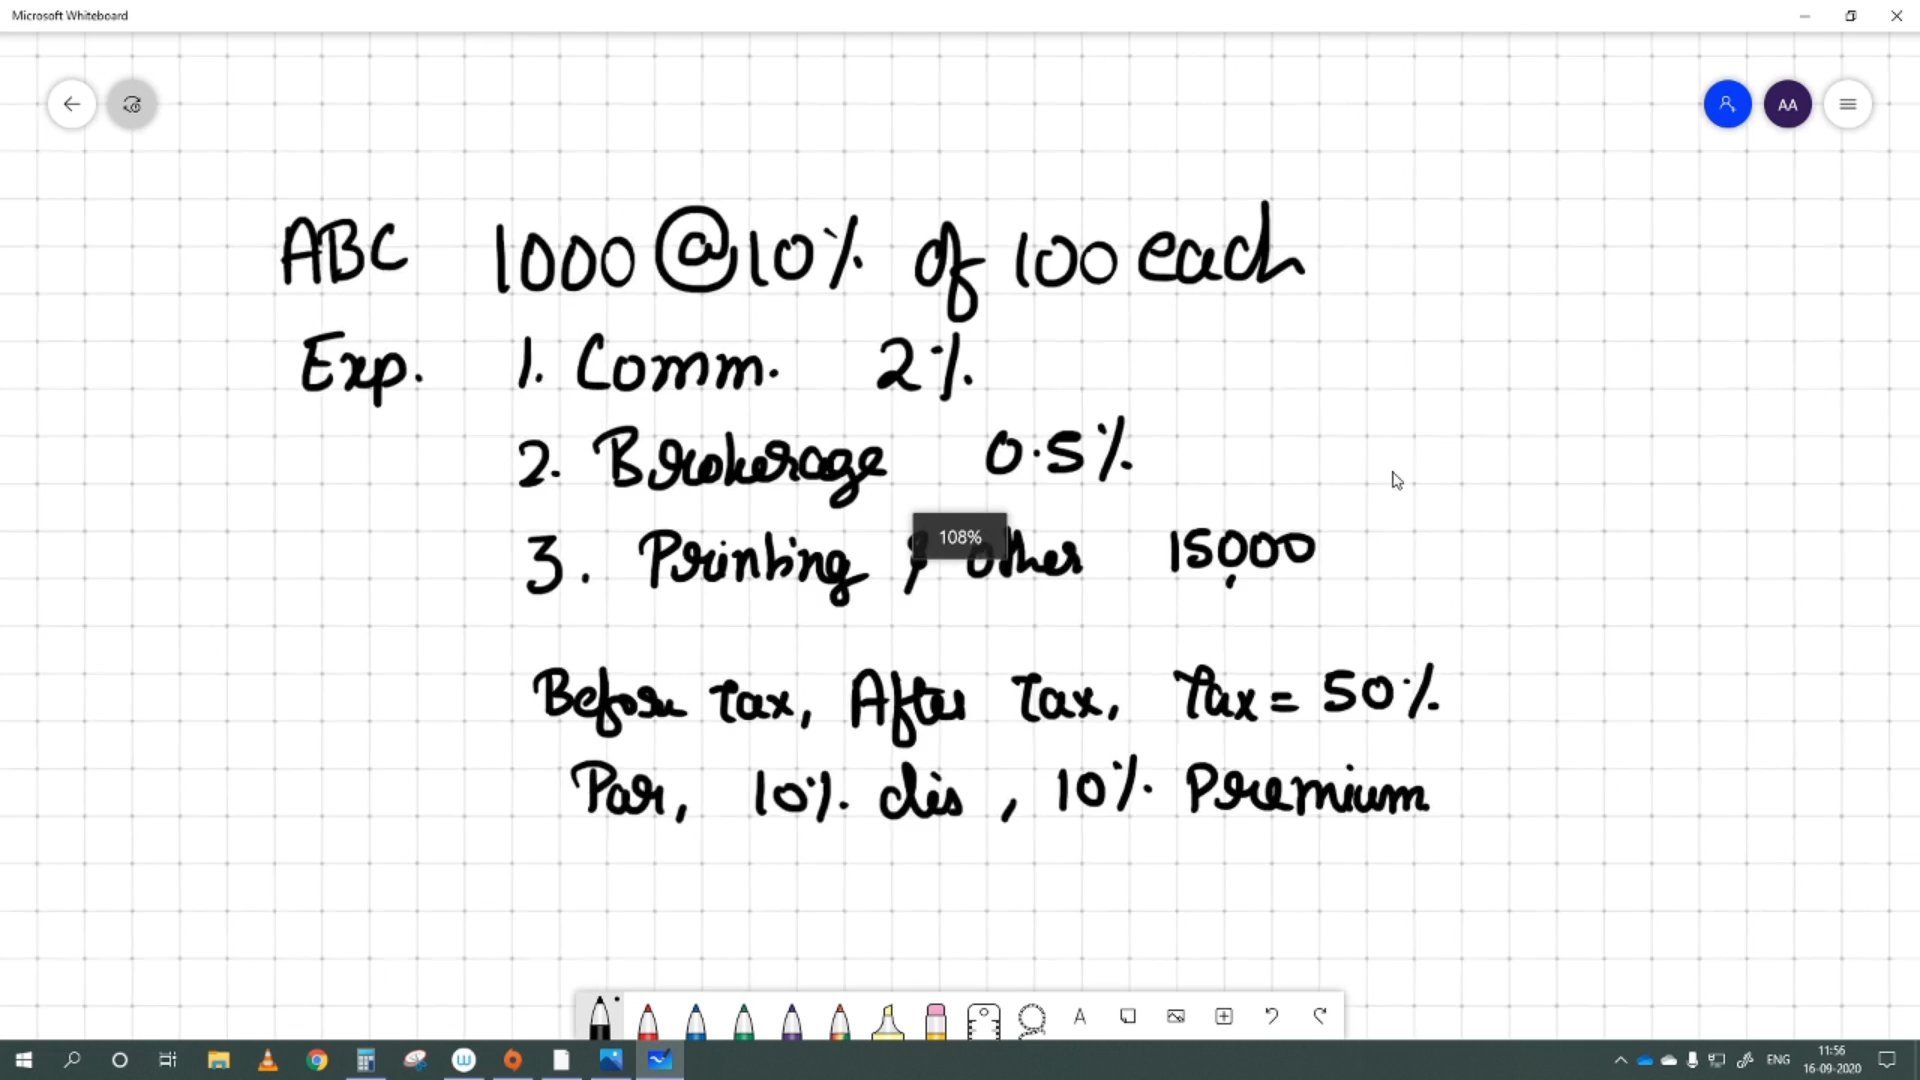 Microsoft Whiteboard
AA
ABC 1000 @ 10% of 100 each
Exp. 1. Comm. 2%.
2. Brokerage 0.5%.
3. Printing & other 15,000
108%
Before tax, After Tax, Tax = 50%.
Par, 10%. dis, 10%. Premium
A
ENG
11:56
16-09-2020